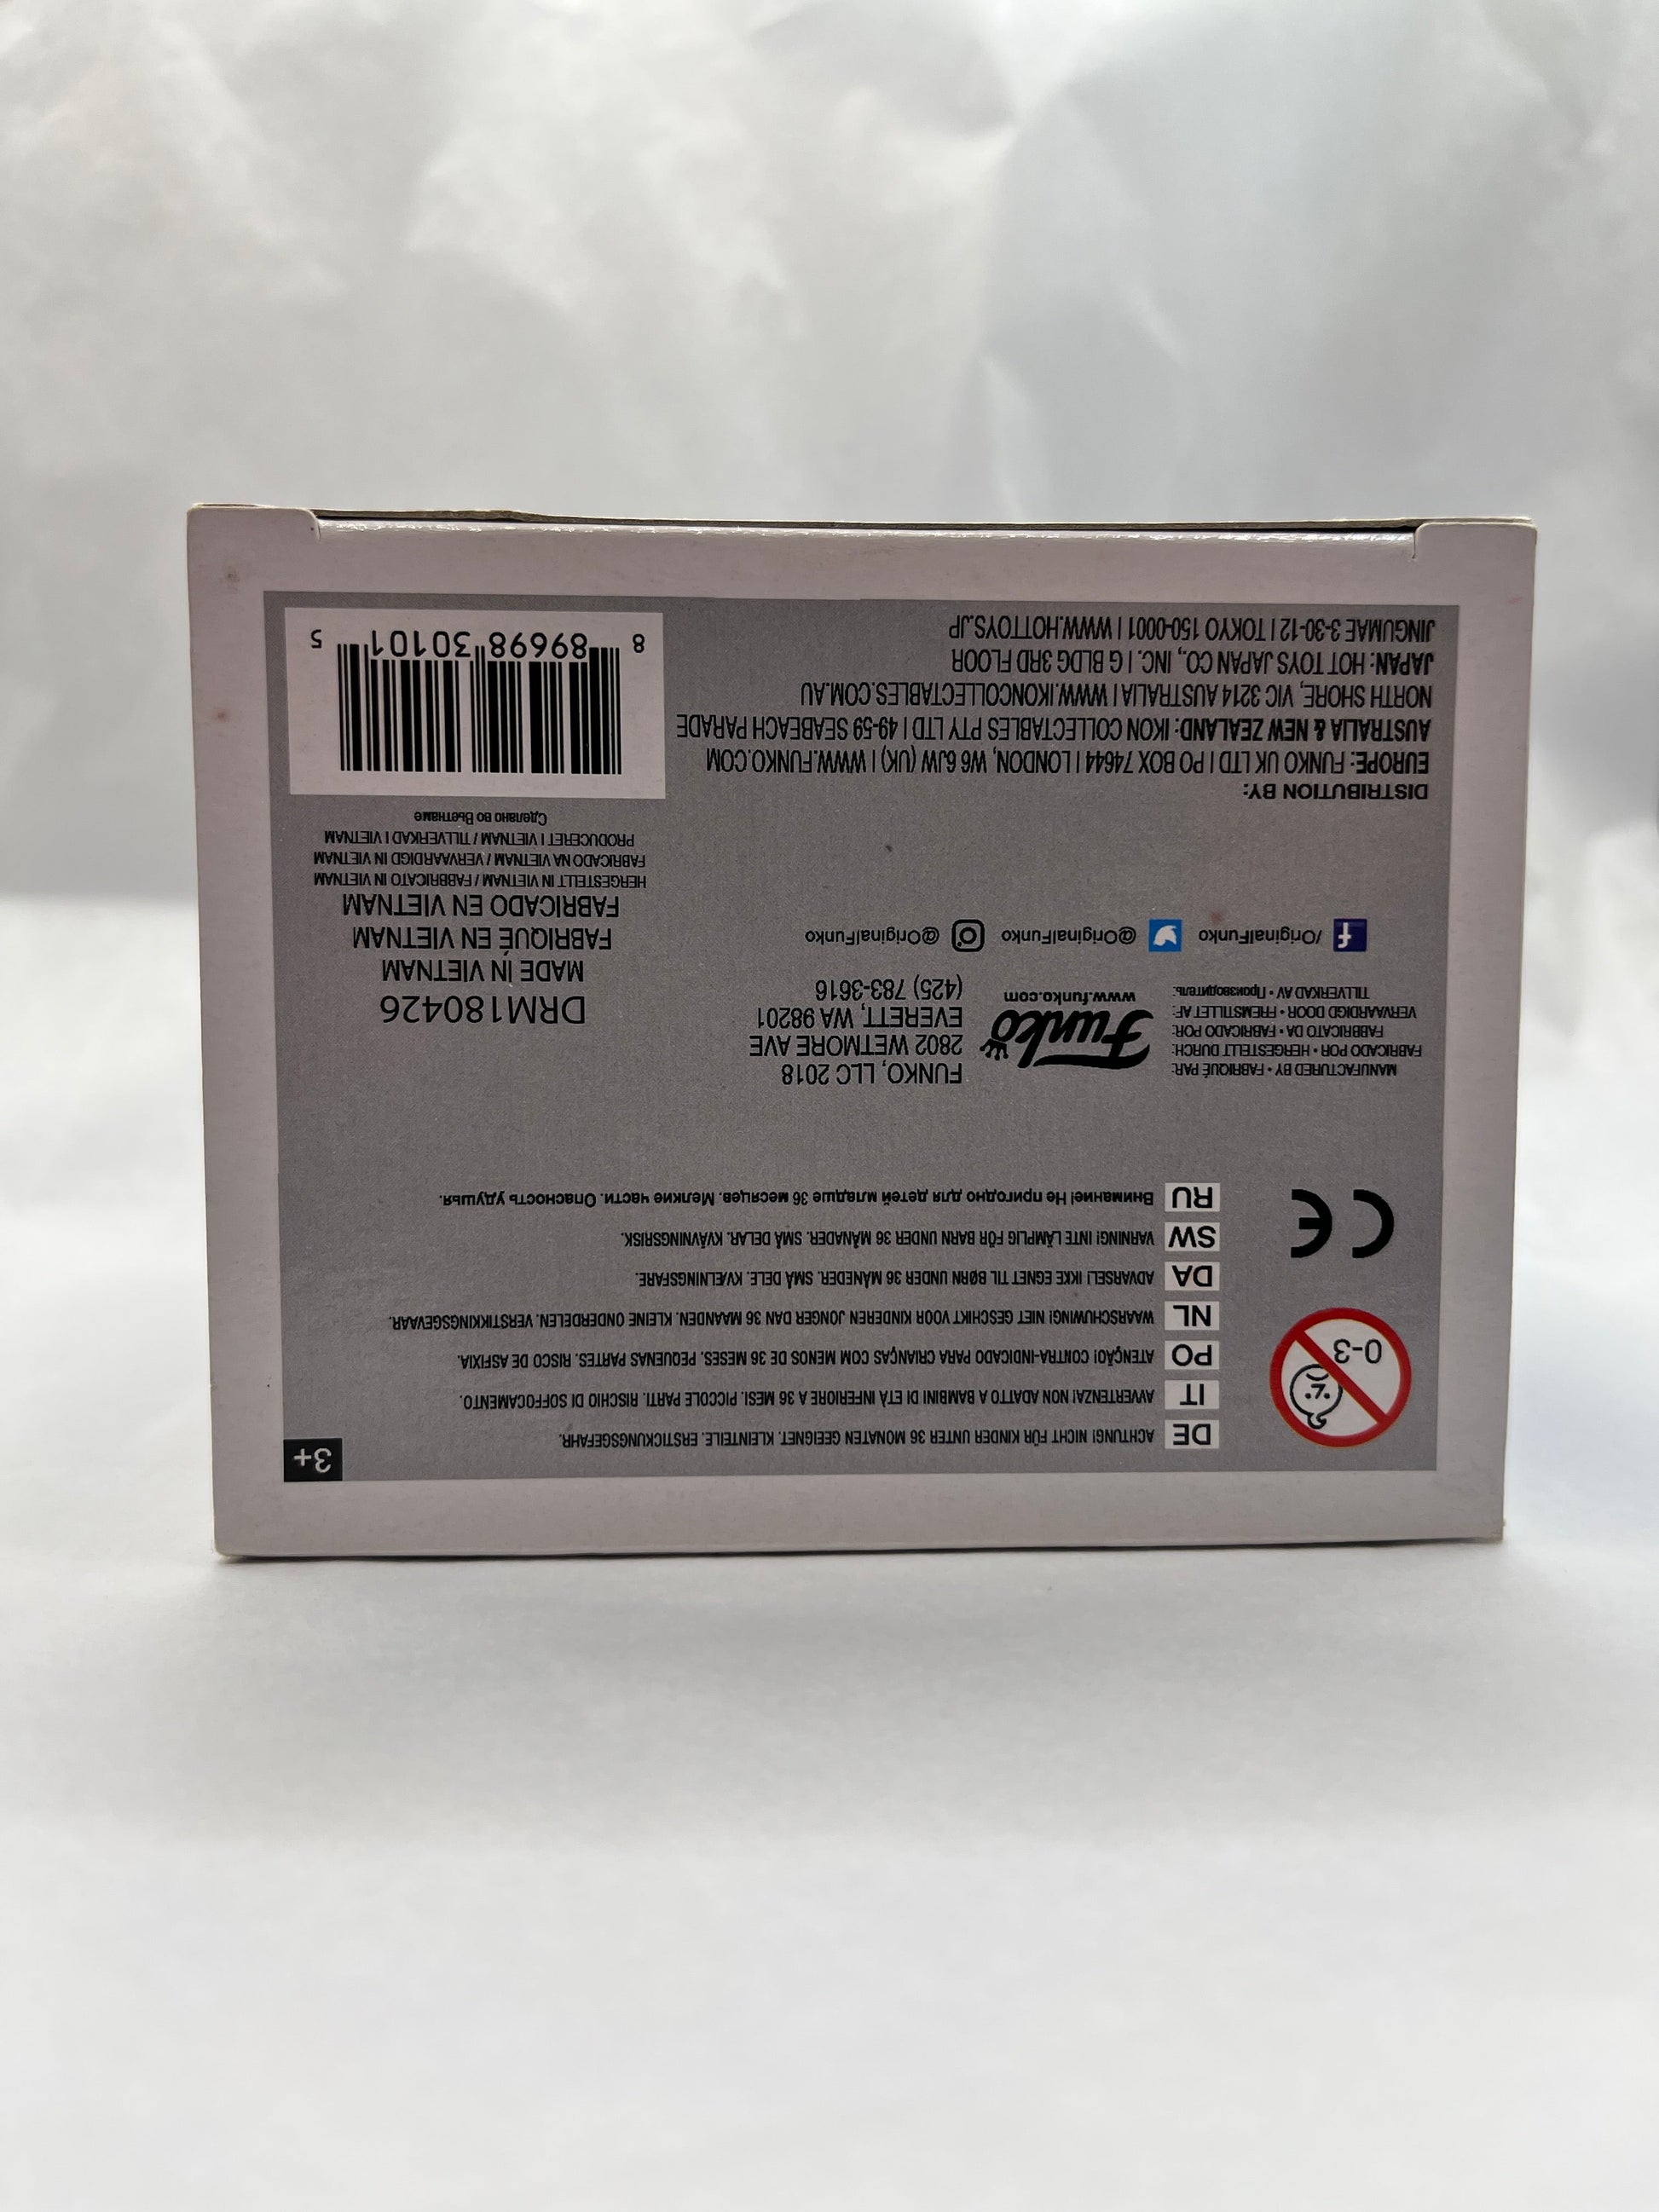 3+
0-3
DE ACHTUNG! NICHT FÜR KINDER UNTER 36 MONATEN GEEIGNET. KLEINTEILE. ERSTICKUNGSGEFAHR.
IT AVVERTENZA! NON ADATTO A BAMBINI DI ETÀ INFERIORE A 36 MESI. PICCOLE PARTI. RISCHIO DI SOFFOCAMENTO.
PO ATENÇÃO! CONTRA-INDICADO PARA CRIANÇAS COM MENOS DE 36 MESES. PEQUENAS PARTES. RISCO DE ASFIXIA.
NL WAARSCHUWING! NIET GESCHIKT VOOR KINDEREN JONGER DAN 36 MAANDEN. KLEINE ONDERDELEN. VERSTIKKINGSGEVAAR.
DA ADVARSEL! IKKE EGNET TIL BØRN UNDER 36 MÅNEDER. SMÅ DELE. KVÆLNINGSFARE.
SW VARNING! INTE LÄMPLIG FÖR BARN UNDER 36 MÅNADER. SMÅ DELAR. KVÄVNINGSRISK.
RU Внимание! Не пригодно для детей младше 36 месяцев. Мелкие части. Опасность удушья.
CE
MANUFACTURED BY • FABRIQUÉ PAR:
FABRICADO POR • HERGESTELLT DURCH:
FABBRICATO DA • FABRICADO POR:
VERVAARDIGD DOOR • FREMSTILLET AF:
TILLVERKAD AV • Производитель:
Funko
www.funko.com
FUNKO, LLC 2018
2802 WETMORE AVE
EVERETT, WA 98201
(425) 783-3616
/OriginalFunko @OriginalFunko @OriginalFunko
DRM180426
MADE IN VIETNAM
FABRIQUÉ EN VIETNAM
FABRICADO EN VIETNAM
HERGESTELLT IN VIETNAM / FABBRICATO IN VIETNAM
FABRICADO NA VIETNAM / VERVAARDIGD IN VIETNAM
PRODUCERET I VIETNAM / TILLVERKAD I VIETNAM
Сделано во Вьетнаме
DISTRIBUTION BY:
EUROPE: FUNKO UK LTD | PO BOX 74644 | LONDON, W6 6JW (UK) | WWW.FUNKO.COM
AUSTRALIA & NEW ZEALAND: IKON COLLECTABLES PTY LTD | 49-59 SEABEACH PARADE
NORTH SHORE, VIC 3214 AUSTRALIA | WWW.IKONCOLLECTABLES.COM.AU
JAPAN: HOT TOYS JAPAN CO., INC. | G BLDG 3RD FLOOR
JINGUMAE 3-30-12 | TOKYO 150-0001 | WWW.HOTTOYS.JP
8 89698 30101 5